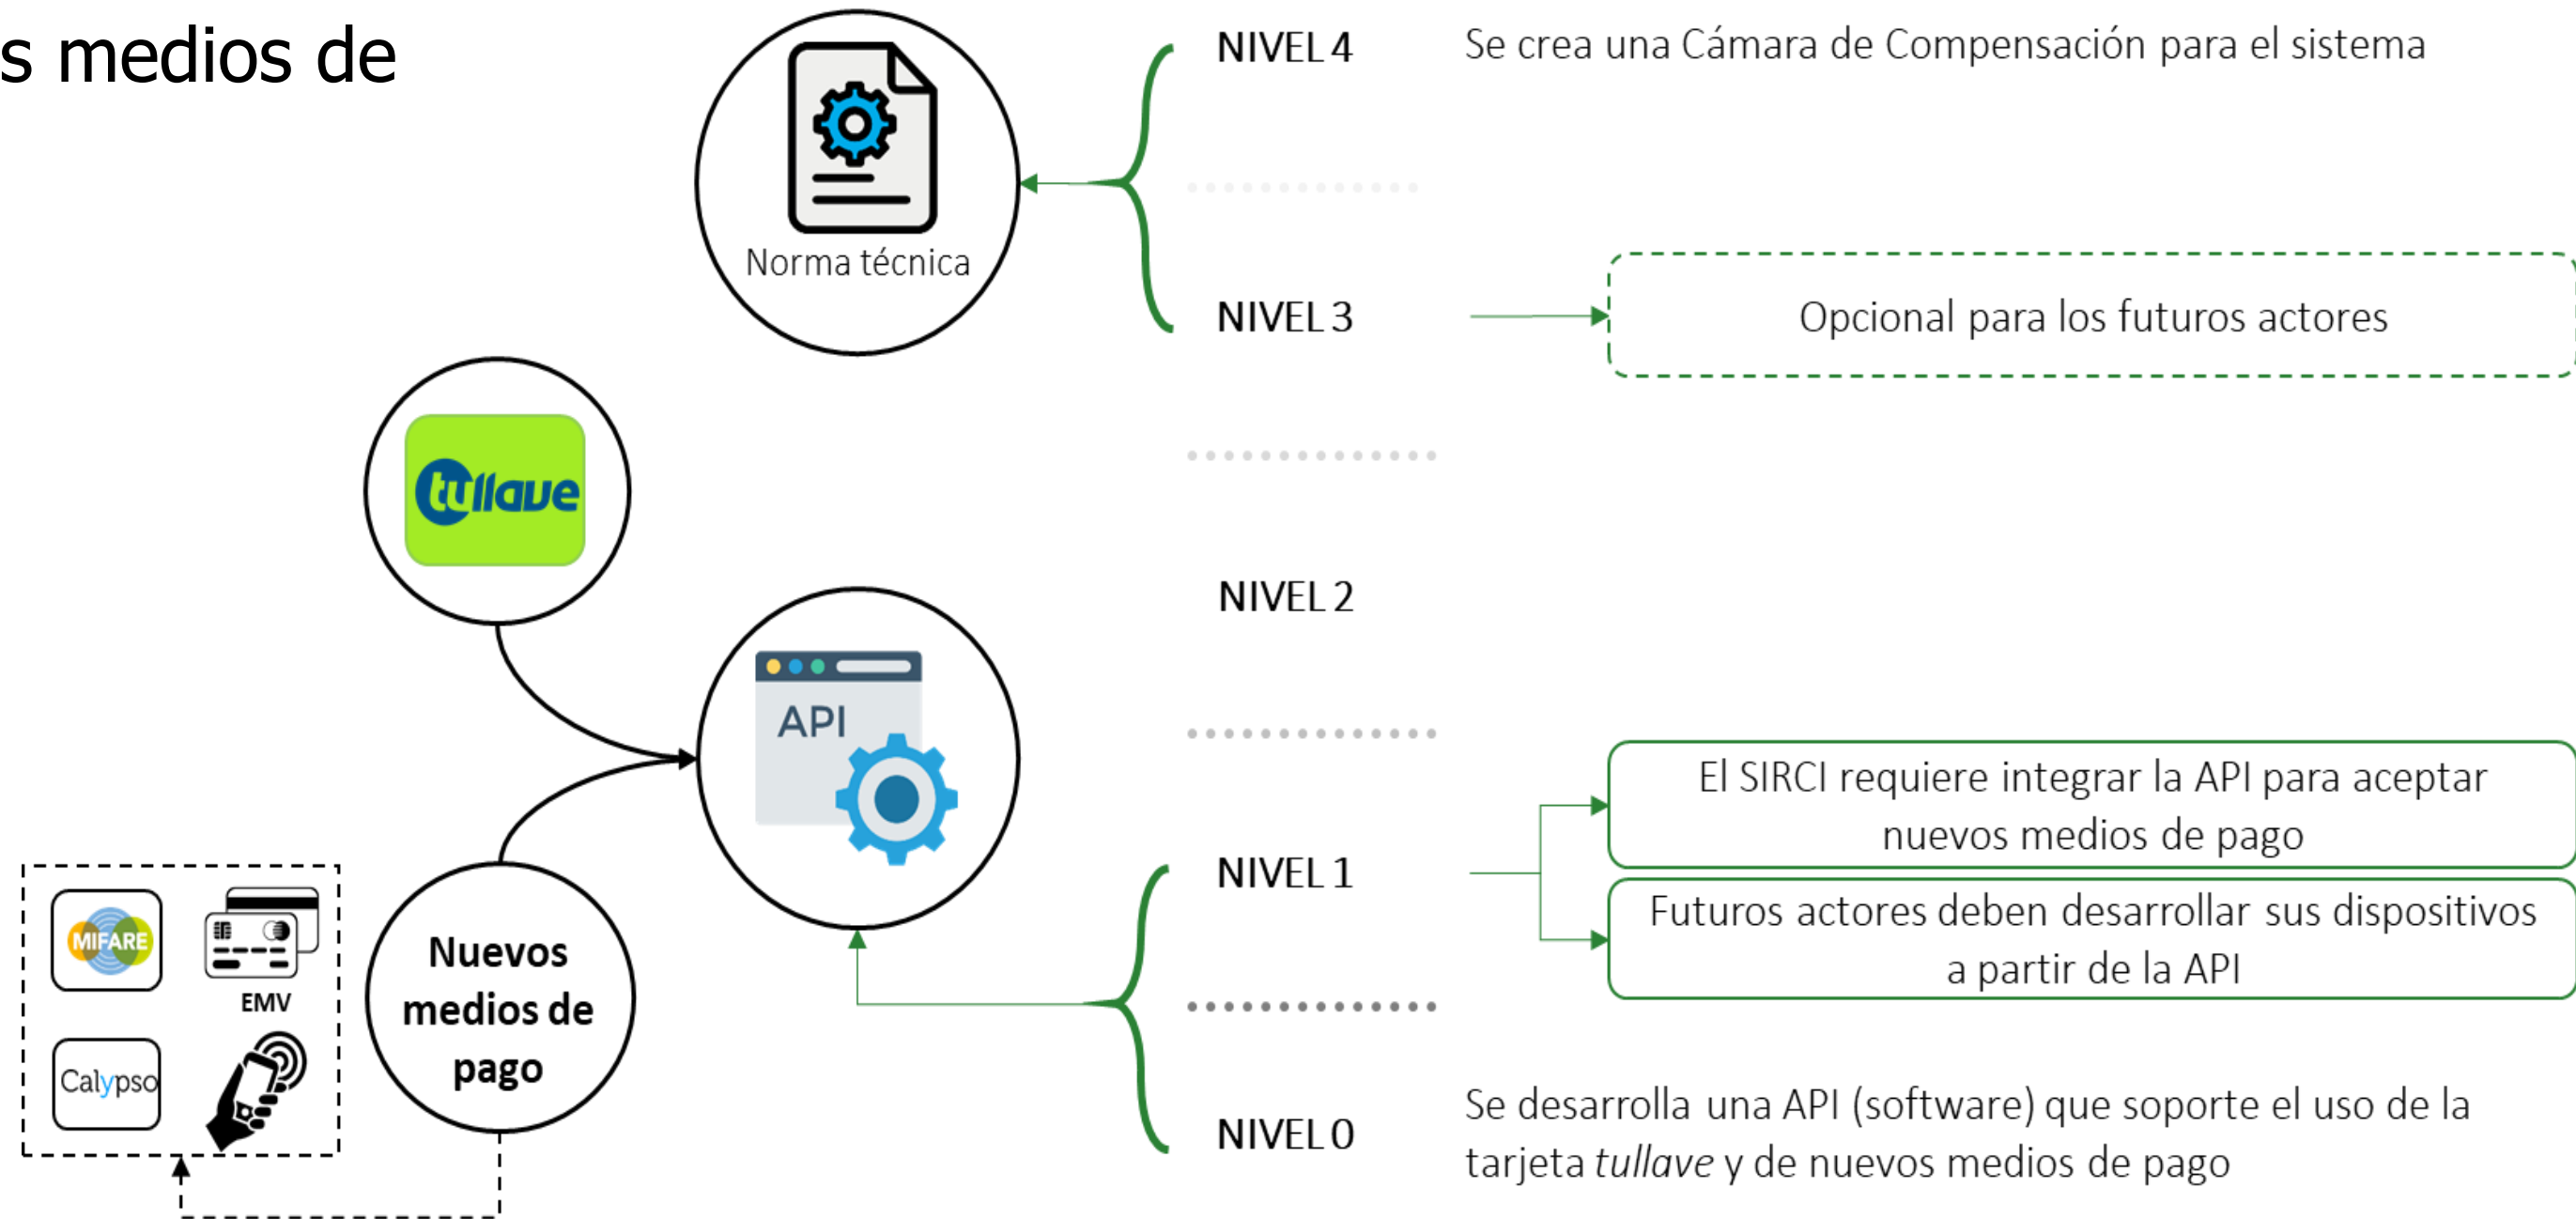 s medios de
NIVEL 4
Se crea una Cámara de Compensación para el sistema
Norma técnica
NIVEL 3
Opcional para los futuros actores
tullave
NIVEL 2
API
El SIRCI requiere integrar la API para aceptar
nuevos medios de pago
NIVEL 1
Futuros actores deben desarrollar sus dispositivos
a partir de la API
MIFARE
EMV
Calypso
Nuevos
medios de
pago
NIVEL 0
Se desarrolla una API (software) que soporte el uso de la
tarjeta tullave y de nuevos medios de pago